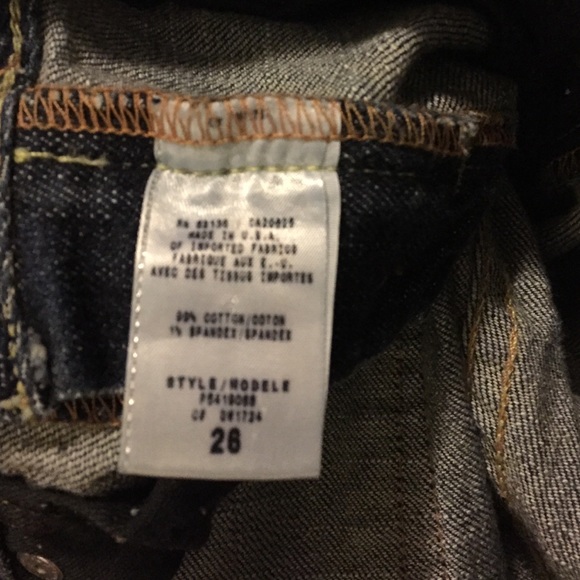 MADE IN U.S.A.
OF IMPORTED FABRICS
FABRIQUE AUX E.-U.
AVEC DES TISSUS IMPORTES
99% COTTON/COTON
1% SPANDEX/SPANDEX
STYLE/MODELE
26